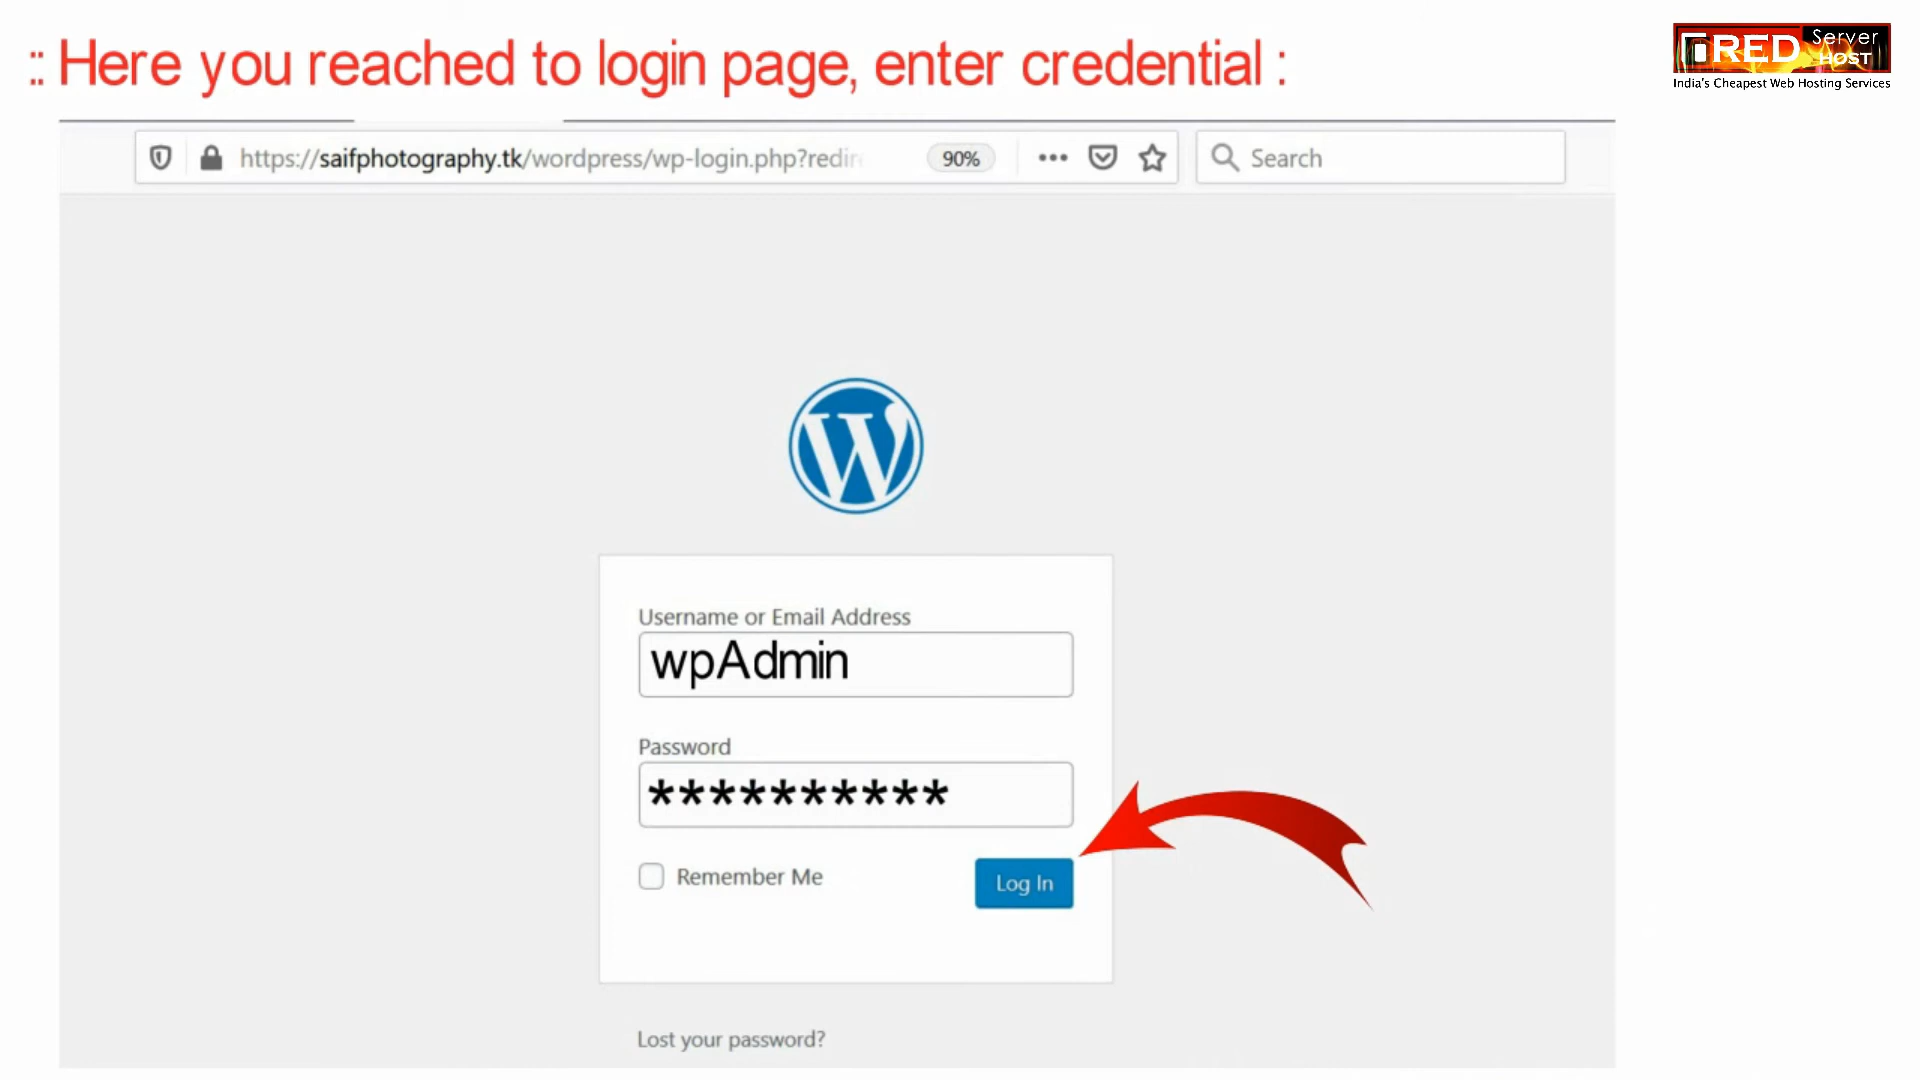 :: Here you reached to login page, enter credential :
RED Server HOST
India's Cheapest Web Hosting Services
https://saifphotography.tk/wordpress/wp-login.php?redire
90%
Search
Username or Email Address
wpAdmin
Password
**********
Remember Me
Log In
Lost your password?